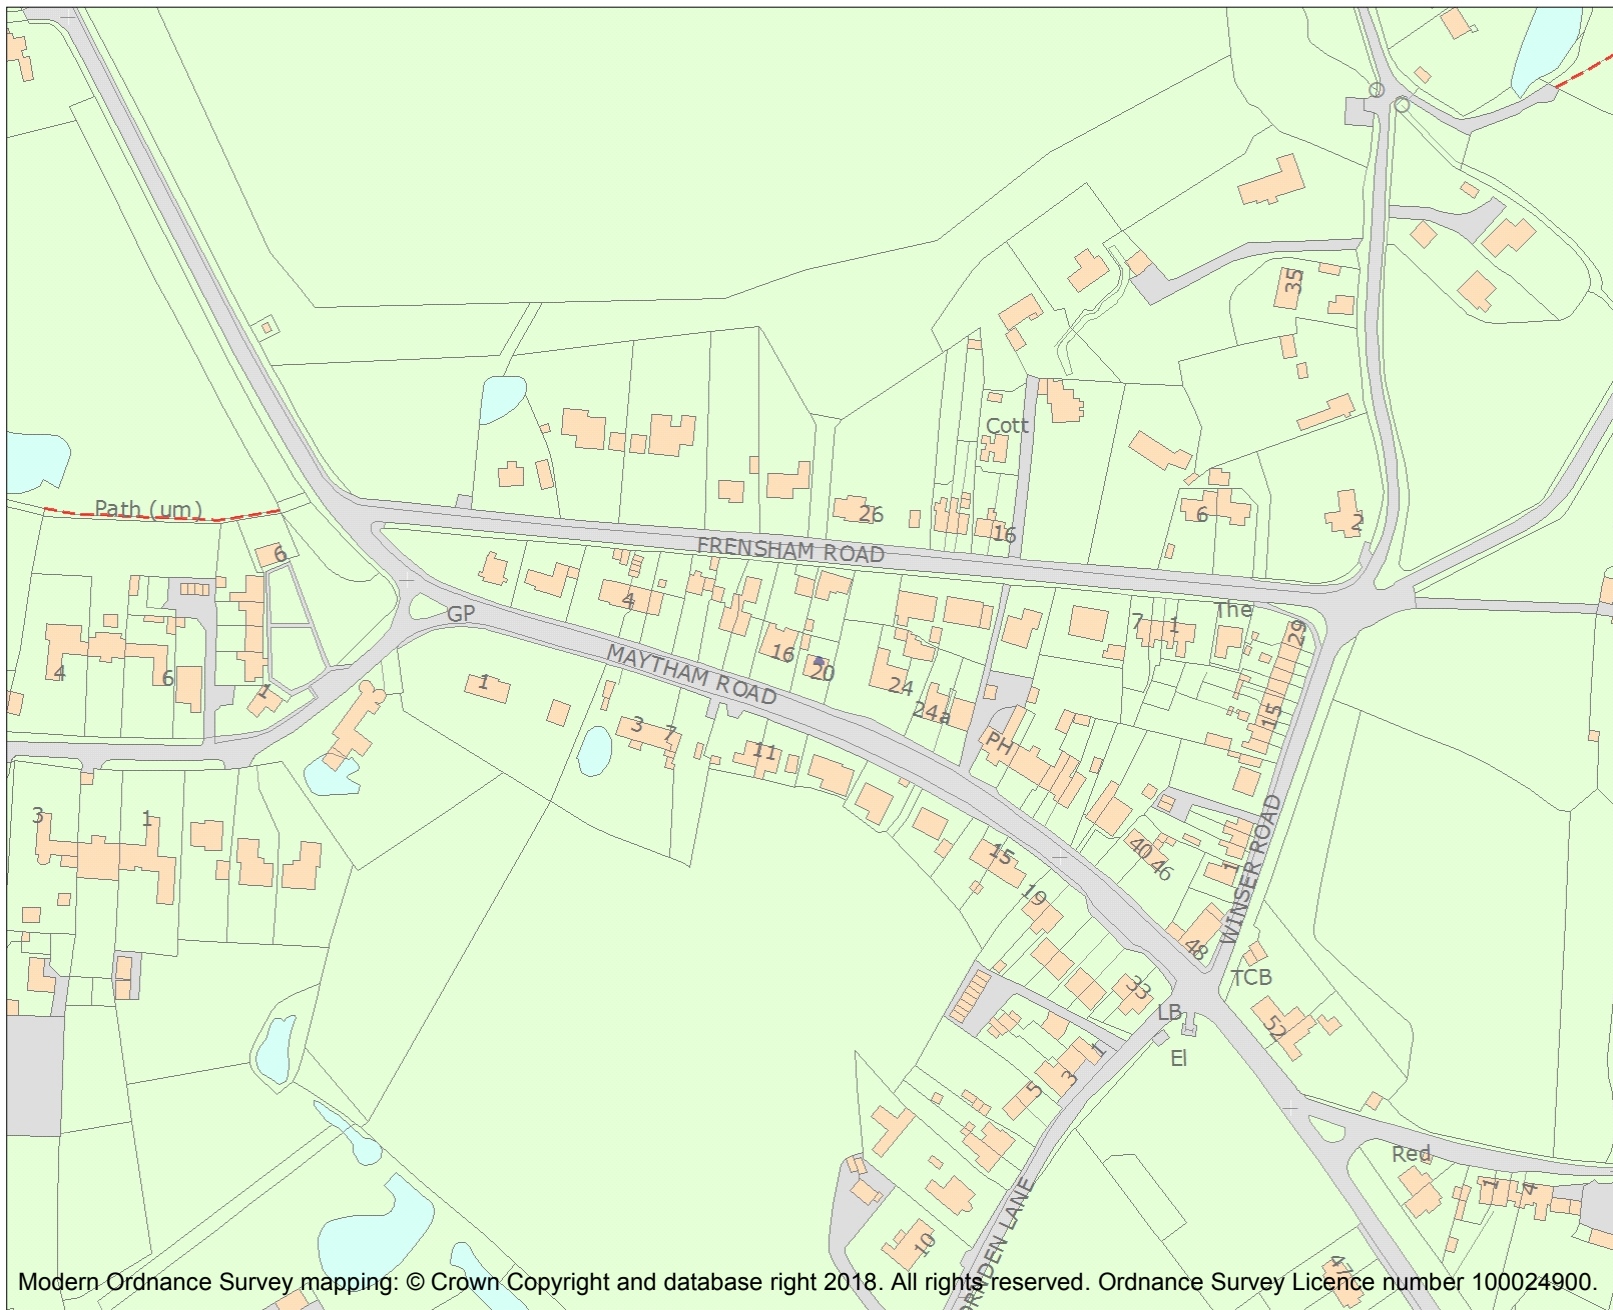 35
Cott
Path (um)
26
16
6
2
FRENSHAM ROAD
6
4
GP
The
7
1
29
MAYTHAM ROAD
16
20
4
6
1
1
24
24a
15
3
7
11
PH
3
1
WINSER ROAD
40
46
1
15
19
48
TCB
33
LB
52
El
1
3
5
Red
1
4
10
47
Modern Ordnance Survey mapping: © Crown Copyright and database right 2018. All rights reserved. Ordnance Survey Licence number 100024900.